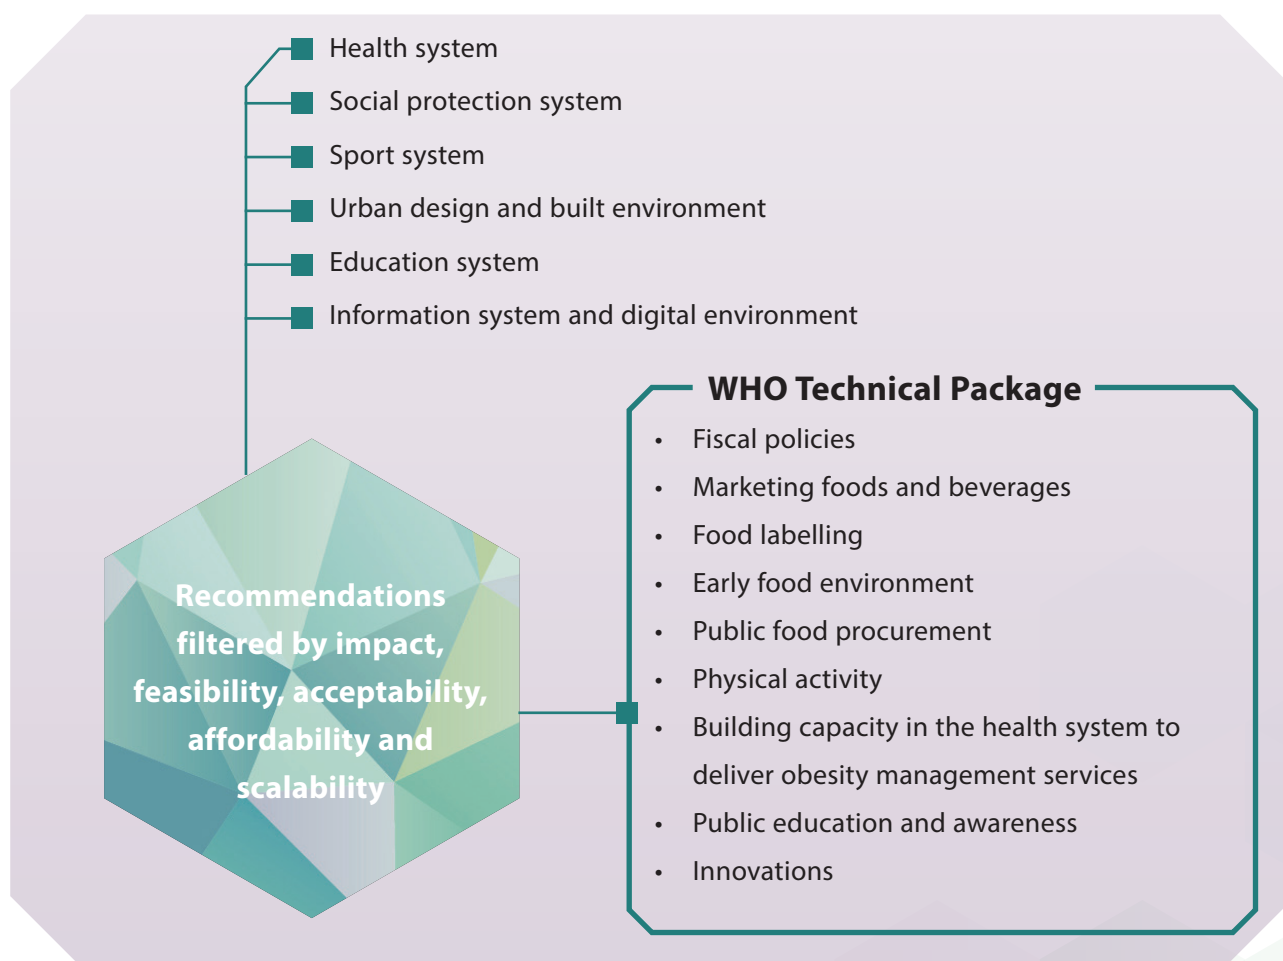 Health system
Social protection system
Sport system
Urban design and built environment
Education system
Information system and digital environment
Recommendations
filtered by impact,
feasibility, acceptability,
affordability and
scalability
WHO Technical Package
• Fiscal policies
• Marketing foods and beverages
• Food labelling
• Early food environment
• Public food procurement
• Physical activity
• Building capacity in the health system to
deliver obesity management services
• Public education and awareness
• Innovations